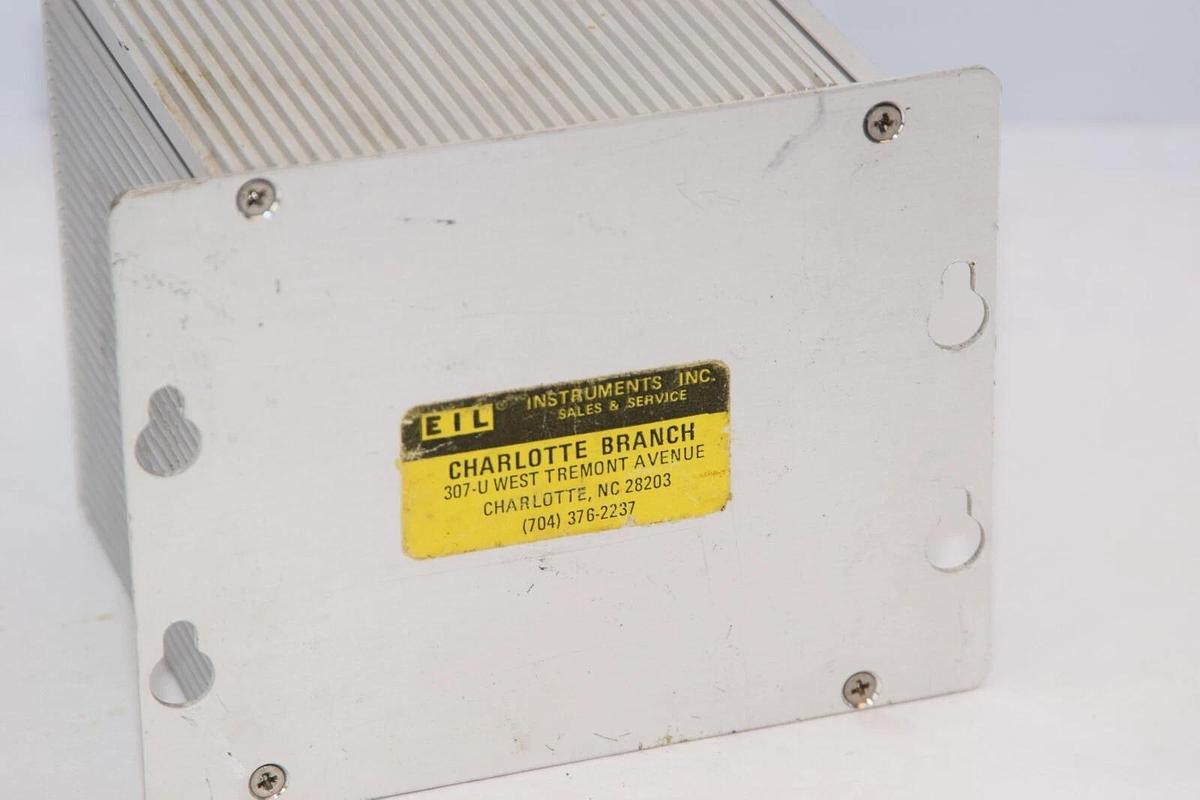 EIL® INSTRUMENTS INC.
SALES & SERVICE
CHARLOTTE BRANCH
307-U WEST TREMONT AVENUE
CHARLOTTE, NC 28203
(704) 376-2237